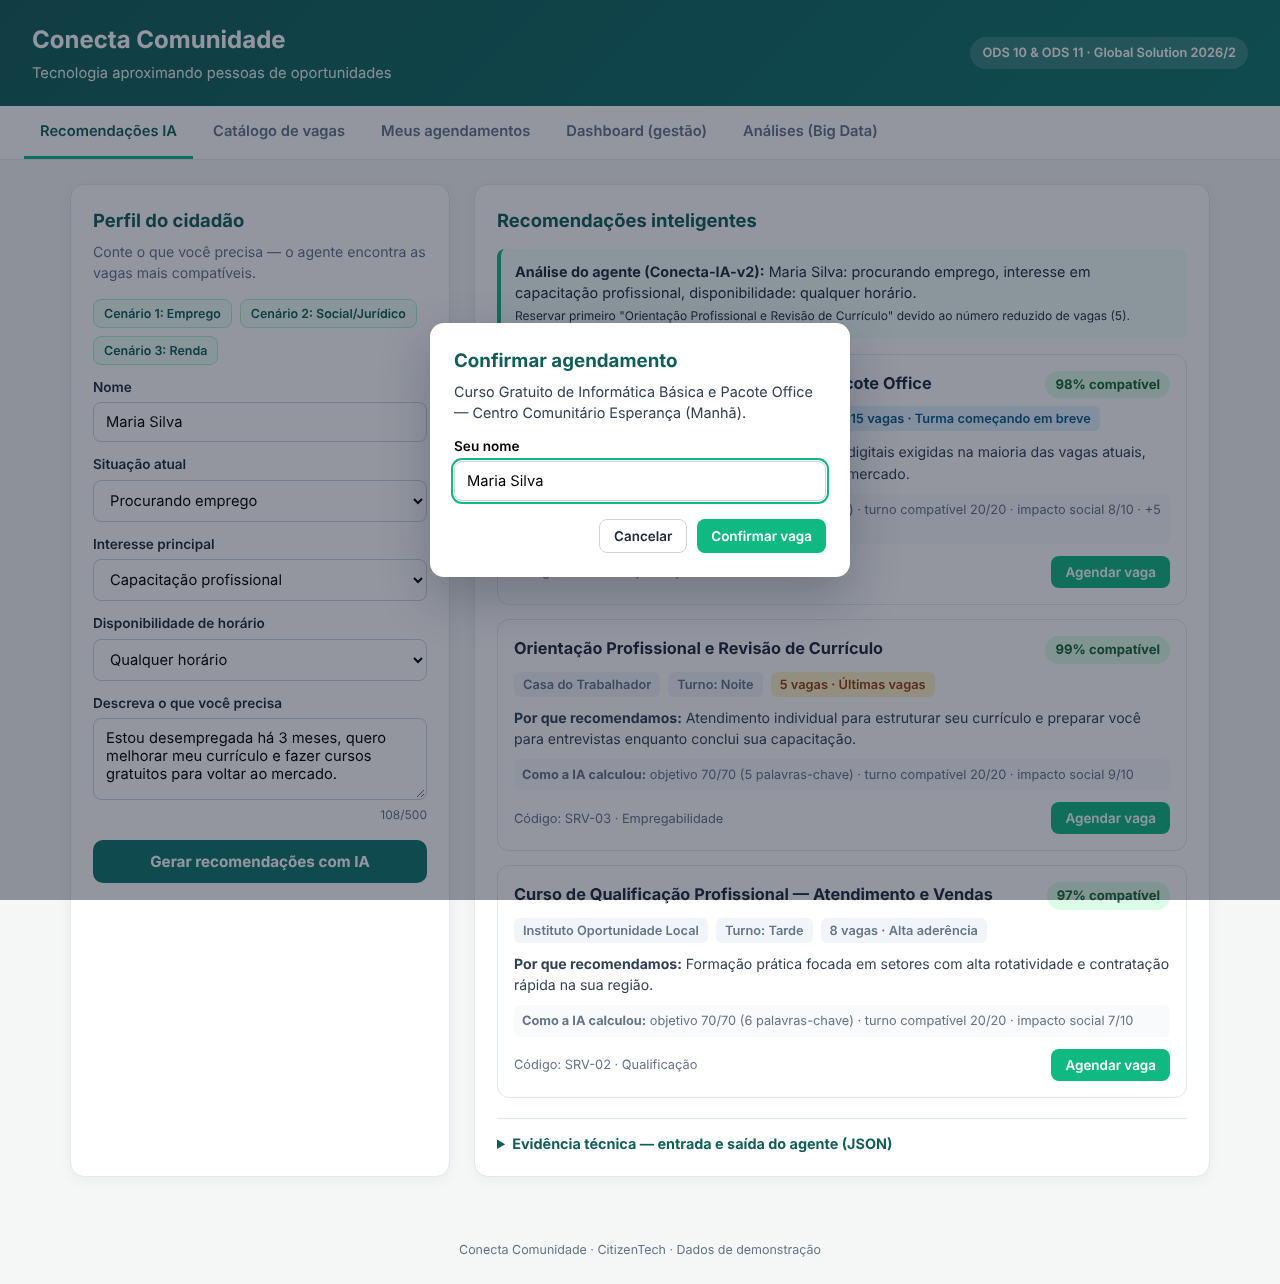 Conecta Comunidade
Tecnologia aproximando pessoas de oportunidades
ODS 10 & ODS 11 · Global Solution 2026/2
Recomendações IA
Catálogo de vagas
Meus agendamentos
Dashboard (gestão)
Análises (Big Data)
Perfil do cidadão
Conte o que você precisa — o agente encontra as
vagas mais compatíveis.
Cenário 1: Emprego
Cenário 2: Social/Jurídico
Cenário 3: Renda
Nome
Maria Silva
Situação atual
Procurando emprego
Interesse principal
Capacitação profissional
Disponibilidade de horário
Qualquer horário
Descreva o que você precisa
Estou desempregada há 3 meses, quero
melhorar meu currículo e fazer cursos
gratuitos para voltar ao mercado.
108/500
Gerar recomendações com IA
Recomendações inteligentes
Análise do agente (Conecta-IA-v2): Maria Silva: procurando emprego, interesse em
capacitação profissional, disponibilidade: qualquer horário.
Reservar primeiro "Orientação Profissional e Revisão de Currículo" devido ao número reduzido de vagas (5).
Confirmar agendamento
Curso Gratuito de Informática Básica e Pacote Office
— Centro Comunitário Esperança (Manhã).
Seu nome
Maria Silva
Cancelar
Confirmar vaga
cote Office
98% compatível
15 vagas · Turma começando em breve
digitais exigidas na maioria das vagas atuais,
mercado.
) · turno compatível 20/20 · impacto social 8/10 · +5
Agendar vaga
Orientação Profissional e Revisão de Currículo
99% compatível
Casa do Trabalhador
Turno: Noite
5 vagas · Últimas vagas
Por que recomendamos: Atendimento individual para estruturar seu currículo e preparar você
para entrevistas enquanto conclui sua capacitação.
Como a IA calculou: objetivo 70/70 (5 palavras-chave) · turno compatível 20/20 · impacto social 9/10
Código: SRV-03 · Empregabilidade
Agendar vaga
Curso de Qualificação Profissional — Atendimento e Vendas
97% compatível
Instituto Oportunidade Local
Turno: Tarde
8 vagas · Alta aderência
Por que recomendamos: Formação prática focada em setores com alta rotatividade e contratação
rápida na sua região.
Como a IA calculou: objetivo 70/70 (6 palavras-chave) · turno compatível 20/20 · impacto social 7/10
Código: SRV-02 · Qualificação
Agendar vaga
▶ Evidência técnica — entrada e saída do agente (JSON)
Conecta Comunidade · CitizenTech · Dados de demonstração